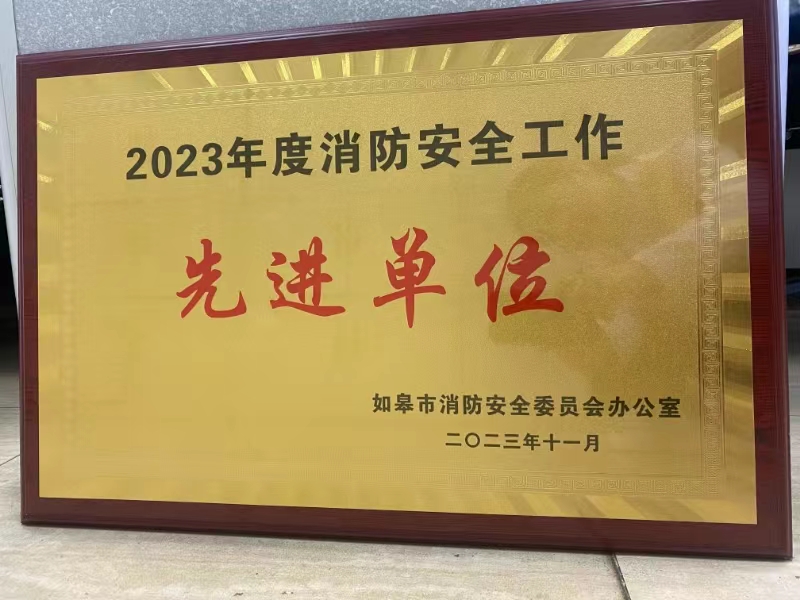 2023年度消防安全工作
先进单位
如皋市消防安全委员会办公室
二〇二三年十一月